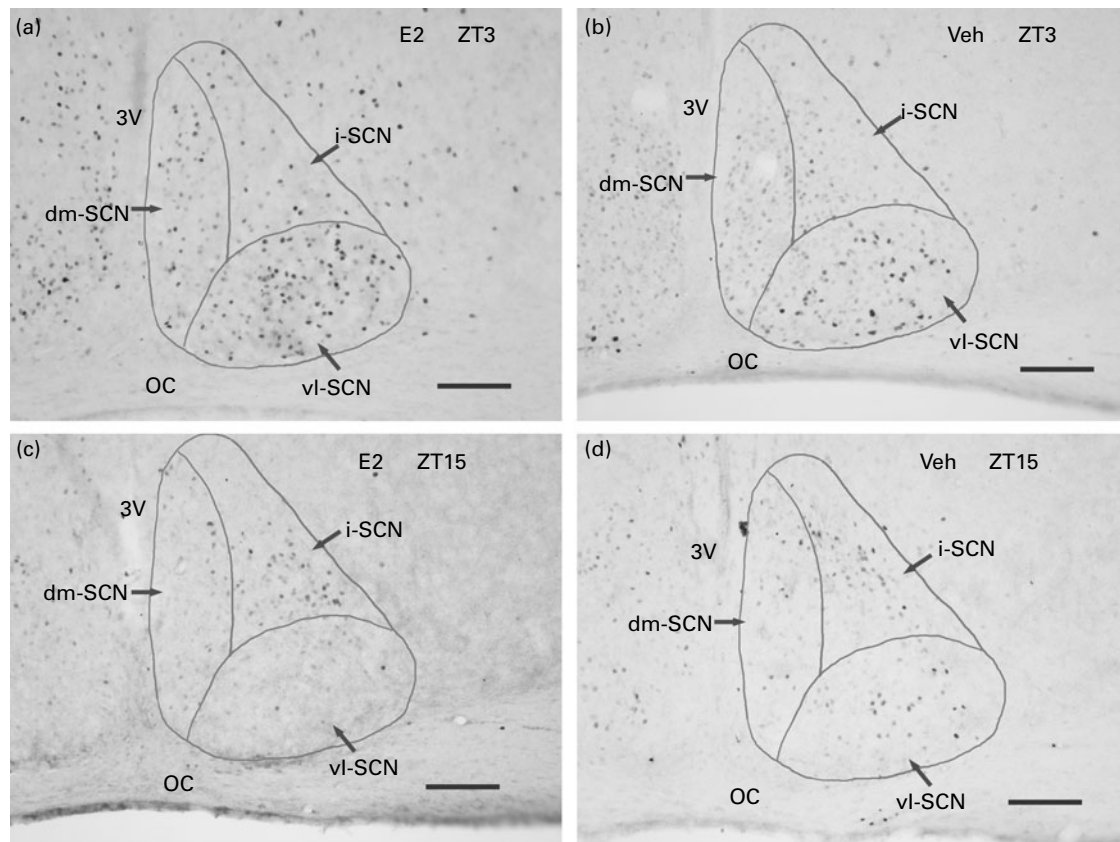 (a) E2 ZT3
3V
i-SCN
dm-SCN
vl-SCN
OC
(b) Veh ZT3
3V
i-SCN
dm-SCN
vl-SCN
OC
(c) E2 ZT15
3V
i-SCN
dm-SCN
vl-SCN
OC
(d) Veh ZT15
3V
i-SCN
dm-SCN
vl-SCN
OC